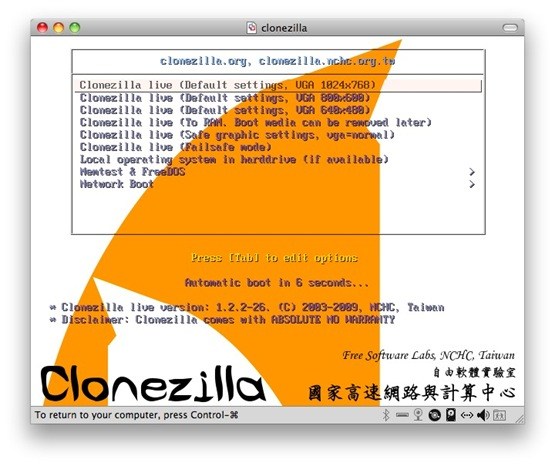 clonezilla
clonezilla.org, clonezilla.nchc.org.tw
Clonezilla live (Default settings, VGA 1024x768)
Clonezilla live (Default settings, VGA 800x600)
Clonezilla live (Default settings, VGA 640x480)
Clonezilla live (To RAM. Boot media can be removed later)
Clonezilla live (Safe graphic settings, vga=normal)
Clonezilla live (Failsafe mode)
Local operating system in harddrive (if available)
Memtest & FreeDOS >
Network Boot >
Press [Tab] to edit options
Automatic boot in 6 seconds...
* Clonezilla live version: 1.2.2-26. (C) 2003-2009, NCHC, Taiwan
* Disclaimer: Clonezilla comes with ABSOLUTE NO WARRANTY
Free Software Labs, NCHC, Taiwan
自由軟體實驗室
Clonezilla
國家高速網路與計算中心
To return to your computer, press Control-⌘